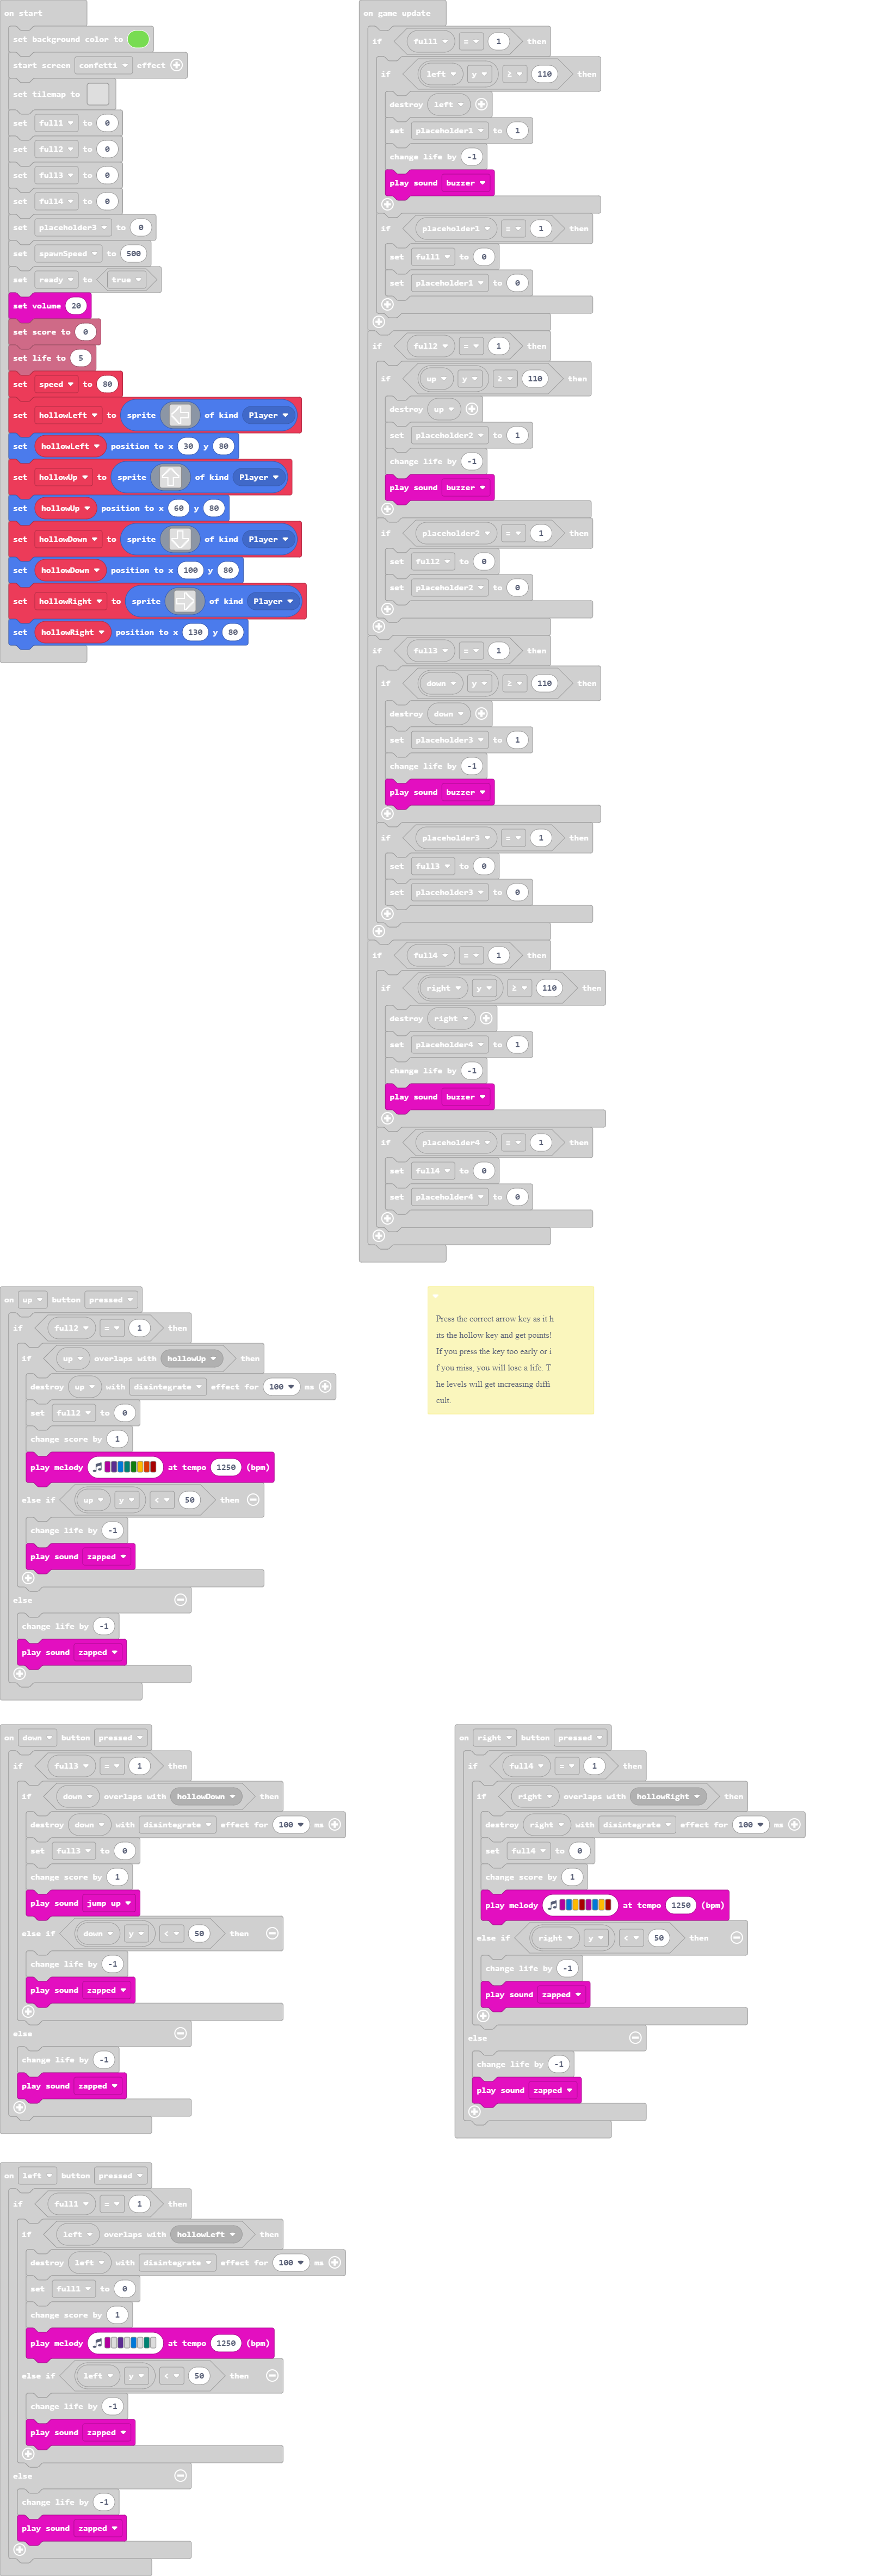 on start
set background color to
start screen confetti effect
set tilemap to
set full1 to 0
set full2 to 0
set full3 to 0
set full4 to 0
set placeholder3 to 0
set spawnSpeed to 500
set ready to true
set volume 20
set score to 0
set life to 5
set speed to 80
set hollowLeft to sprite of kind Player
set hollowLeft position to x 30 y 80
set hollowUp to sprite of kind Player
set hollowUp position to x 60 y 80
set hollowDown to sprite of kind Player
set hollowDown position to x 100 y 80
set hollowRight to sprite of kind Player
set hollowRight position to x 130 y 80
on game update
if full1 = 1 then
if left y ≥ 110 then
destroy left
set placeholder1 to 1
change life by -1
play sound buzzer
if placeholder1 = 1 then
set full1 to 0
set placeholder1 to 0
if full2 = 1 then
if up y ≥ 110 then
destroy up
set placeholder2 to 1
change life by -1
play sound buzzer
if placeholder2 = 1 then
set full2 to 0
set placeholder2 to 0
if full3 = 1 then
if down y ≥ 110 then
destroy down
set placeholder3 to 1
change life by -1
play sound buzzer
if placeholder3 = 1 then
set full3 to 0
set placeholder3 to 0
if full4 = 1 then
if right y ≥ 110 then
destroy right
set placeholder4 to 1
change life by -1
play sound buzzer
if placeholder4 = 1 then
set full4 to 0
set placeholder4 to 0
on up button pressed
if full2 = 1 then
if up overlaps with hollowUp then
destroy up with disintegrate effect for 100 ms
set full2 to 0
change score by 1
play melody at tempo 1250 (bpm)
else if up y < 50 then
change life by -1
play sound zapped
else
change life by -1
play sound zapped
Press the correct arrow key as it h
its the hollow key and get points!
If you press the key too early or i
f you miss, you will lose a life. T
he levels will get increasing diffi
cult.
on down button pressed
if full3 = 1 then
if down overlaps with hollowDown then
destroy down with disintegrate effect for 100 ms
set full3 to 0
change score by 1
play sound jump up
else if down y < 50 then
change life by -1
play sound zapped
else
change life by -1
play sound zapped
on right button pressed
if full4 = 1 then
if right overlaps with hollowRight then
destroy right with disintegrate effect for 100 ms
set full4 to 0
change score by 1
play melody at tempo 1250 (bpm)
else if right y < 50 then
change life by -1
play sound zapped
else
change life by -1
play sound zapped
on left button pressed
if full1 = 1 then
if left overlaps with hollowLeft then
destroy left with disintegrate effect for 100 ms
set full1 to 0
change score by 1
play melody at tempo 1250 (bpm)
else if left y < 50 then
change life by -1
play sound zapped
else
change life by -1
play sound zapped